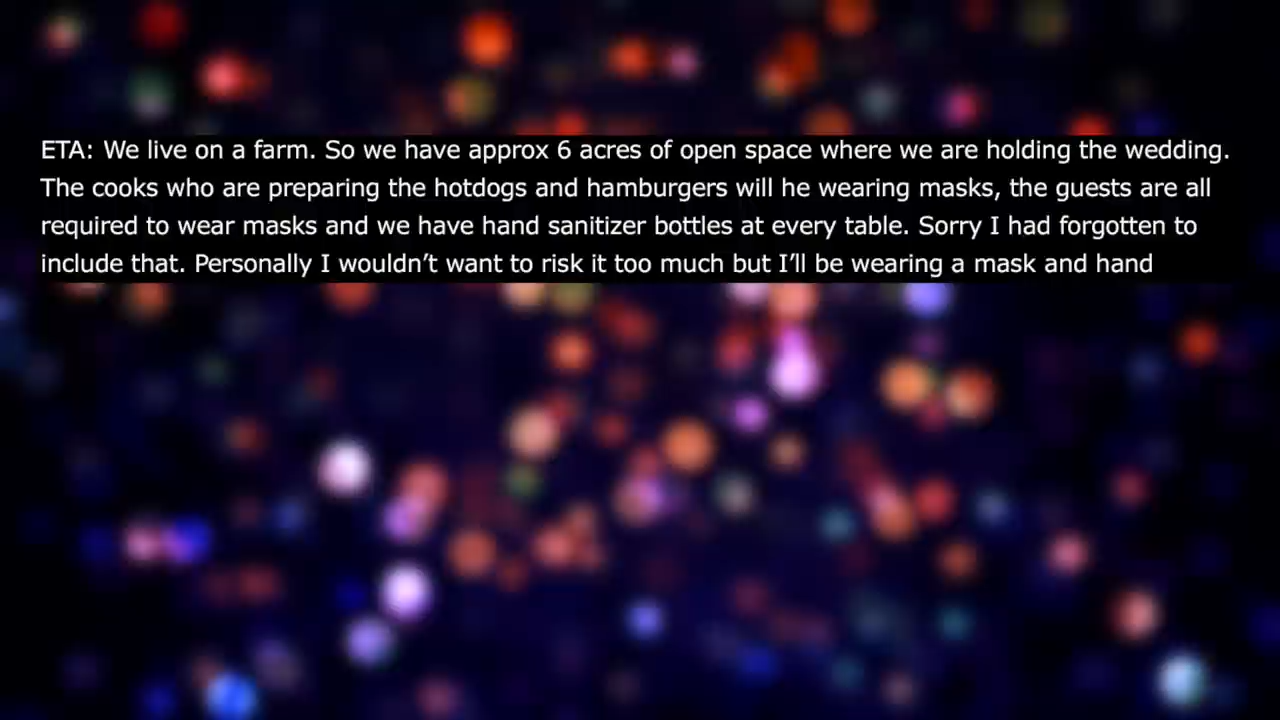 ETA: We live on a farm. So we have approx 6 acres of open space where we are holding the wedding.
The cooks who are preparing the hotdogs and hamburgers will he wearing masks, the guests are all
required to wear masks and we have hand sanitizer bottles at every table. Sorry I had forgotten to
include that. Personally I wouldn’t want to risk it too much but I’ll be wearing a mask and hand